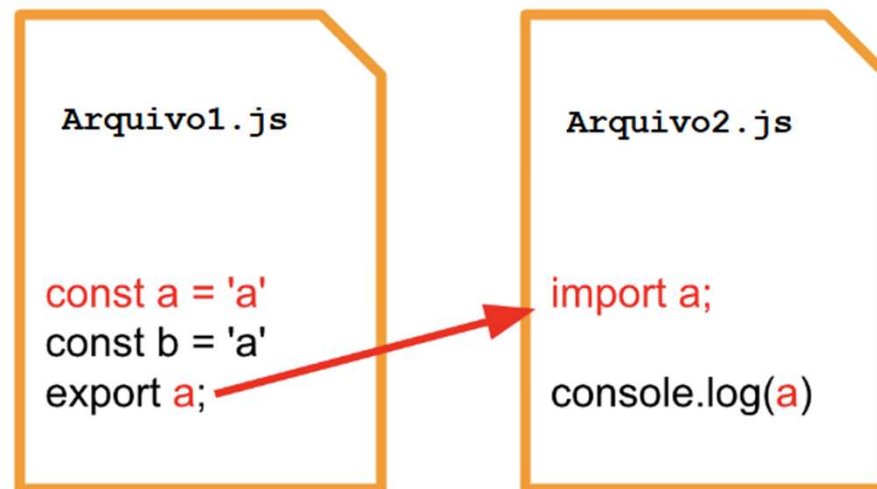 Arquivo1.js
const a = 'a'
const b = 'a'
export a;
Arquivo2.js
import a;
console.log(a)